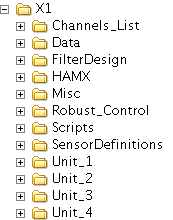 X1
Channels_List
Data
FilterDesign
HAMX
Misc
Robust_Control
Scripts
SensorDefinitions
Unit_1
Unit_2
Unit_3
Unit_4